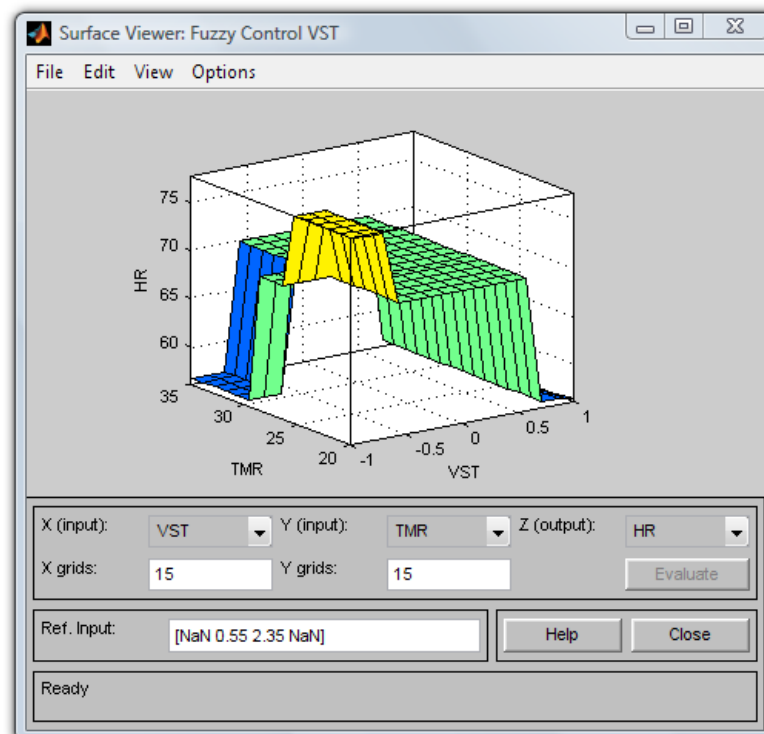 Surface Viewer: Fuzzy Control VST
File Edit View Options
75
70
65
60
HR
35
30
25
20
TMR
-1
-0.5
0
0.5
1
VST
X (input): VST Y (input): TMR Z (output): HR
X grids: 15 Y grids: 15 Evaluate
Ref. Input: [NaN 0.55 2.35 NaN] Help Close
Ready